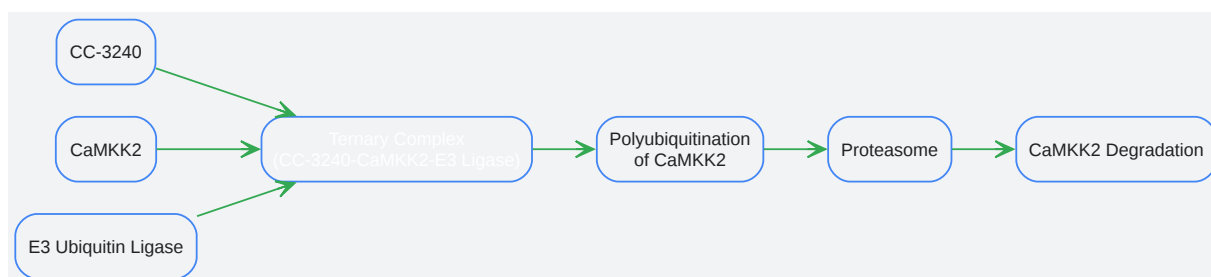 CC-3240
CaMKK2
E3 Ubiquitin Ligase
Ternary Complex
(CC-3240-CaMKK2-E3 Ligase)
Polyubiquitination
of CaMKK2
Proteasome
CaMKK2 Degradation